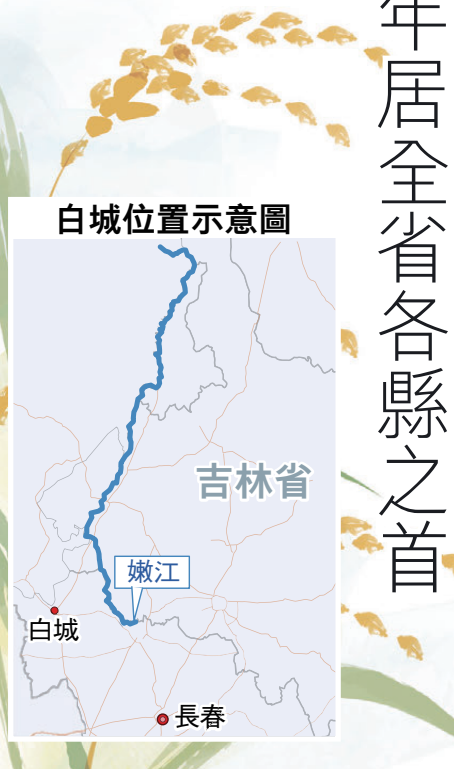 年居全省各縣之首
白城位置示意圖
吉林省
嫩江
白城
長春